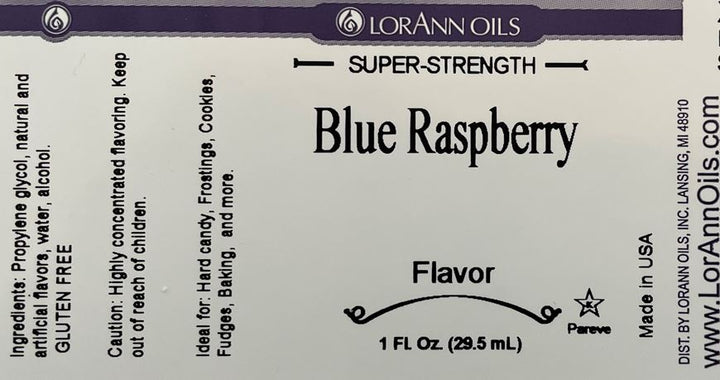 LORANN OILS
SUPER-STRENGTH
Blue Raspberry
Flavor
1 FL Oz. (29.5 mL)
K
Pareve
Ingredients: Propylene glycol, natural and
artificial flavors, water, alcohol.
GLUTEN FREE
Caution: Highly concentrated flavoring. Keep
out of reach of children.
Ideal for: Hard candy, Frostings, Cookies,
Fudges, Baking, and more.
Made in USA
DIST. BY LORANN OILS, INC. LANSING, MI 48910
www.LorAnnOils.com